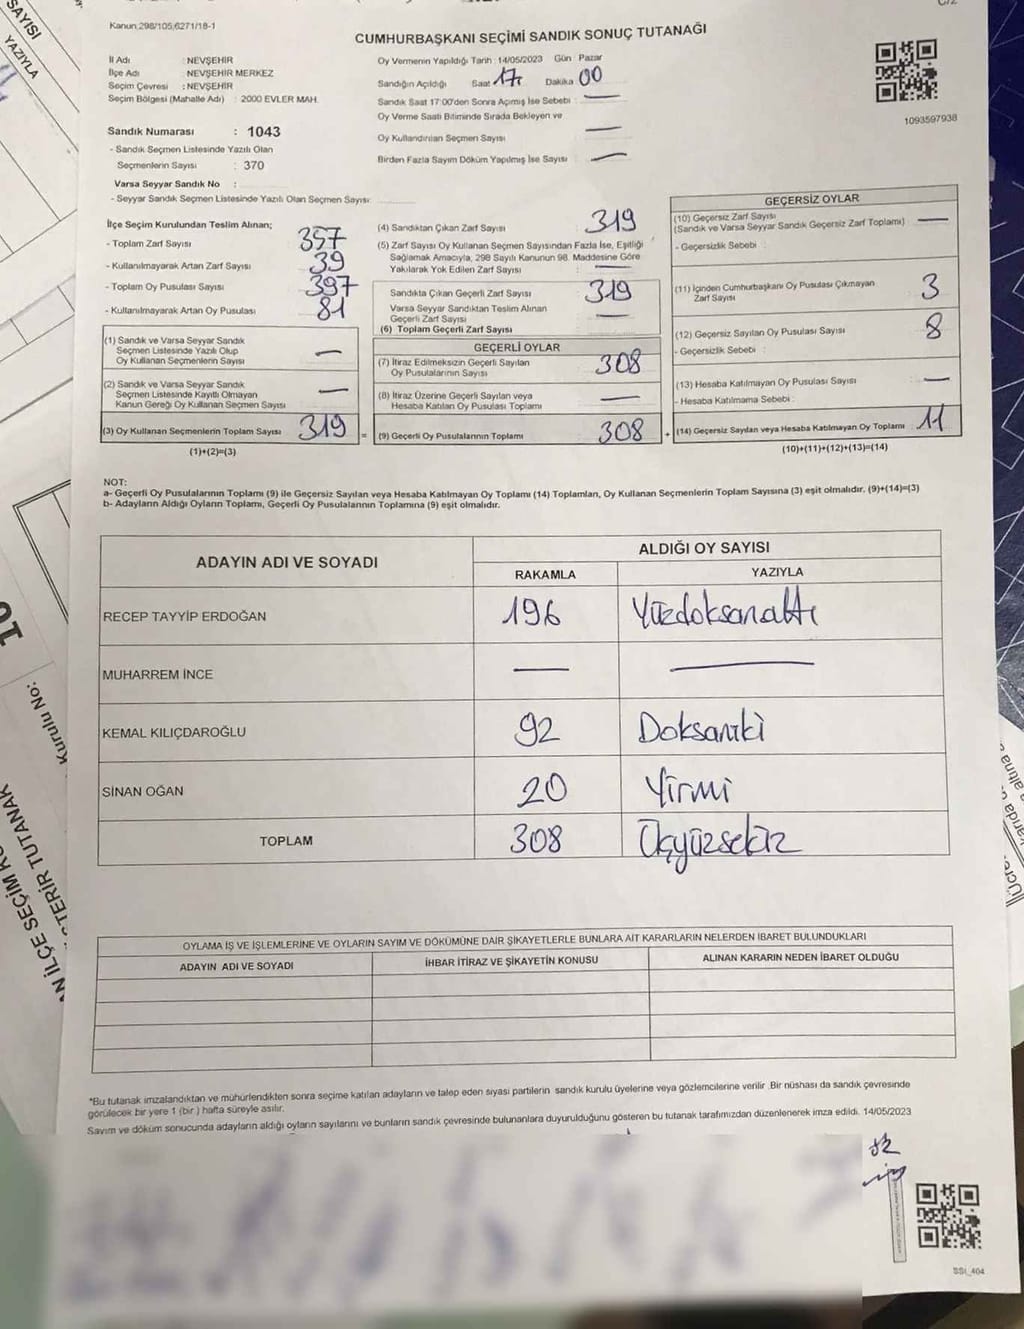 SAYISI
YAZIYLA
Kanun 298/105,6271/18-1
CUMHURBAŞKANI SEÇİMİ SANDIK SONUÇ TUTANAĞI
İl Adı : NEVŞEHİR
İlçe Adı : NEVŞEHİR MERKEZ
Seçim Çevresi : NEVŞEHİR
Seçim Bölgesi (Mahalle Adı) : 2000 EVLER MAH.
Sandık Numarası : 1043
- Sandık Seçmen Listesinde Yazılı Olan
Seçmenlerin Sayısı : 370
Varsa Seyyar Sandık No :
- Seyyar Sandık Seçmen Listesinde Yazılı Olan Seçmen Sayısı:
Oy Vermenin Yapıldığı Tarih : 14/05/2023 Gün : Pazar
Sandığın Açıldığı Saat 17 Dakika 00
Sandık Saat 17:00'den Sonra Açımış İse Sebebi : —
Oy Verme Saati Bitiminde Sırada Bekleyen ve
Oy Kullandırılan Seçmen Sayısı —
Birden Fazla Sayım Döküm Yapılmış İse Sayısı —
1093597938
İlçe Seçim Kurulundan Teslim Alınan;
- Toplam Zarf Sayısı 357
- Kullanılmayarak Artan Zarf Sayısı 39
- Toplam Oy Pusulası Sayısı 397
- Kullanılmayarak Artan Oy Pusulası 81
(1) Sandık ve Varsa Seyyar Sandık
Seçmen Listesinde Yazılı Olup
Oy Kullanan Seçmenlerin Sayısı —
(2) Sandık ve Varsa Seyyar Sandık
Seçmen Listesinde Kayıtlı Olmayan
Kanun Gereği Oy Kullanan Seçmen Sayısı —
(3) Oy Kullanan Seçmenlerin Toplam Sayısı 319 =
(1)+(2)=(3)
(4) Sandıktan Çıkan Zarf Sayısı 319
(5) Zarf Sayısı Oy Kullanan Seçmen Sayısından Fazla İse, Eşitliği
Sağlamak Amacıyla, 298 Sayılı Kanunun 98. Maddesine Göre
Yakılarak Yok Edilen Zarf Sayısı : —
Sandıkta Çıkan Geçerli Zarf Sayısı 319
Varsa Seyyar Sandıktan Teslim Alınan
Geçerli Zarf Sayısı —
(6) Toplam Geçerli Zarf Sayısı
GEÇERLİ OYLAR
(7) İtiraz Edilmeksizin Geçerli Sayılan
Oy Pusulalarının Sayısı 308
(8) İtiraz Üzerine Geçerli Sayılan veya
Hesaba Katılan Oy Pusulası Toplamı —
(9) Geçerli Oy Pusulalarının Toplamı 308 +
GEÇERSİZ OYLAR
(10) Geçersiz Zarf Sayısı
(Sandık ve Varsa Seyyar Sandık Geçersiz Zarf Toplamı) —
- Geçersizlik Sebebi :
(11) İçinden Cumhurbaşkanı Oy Pusulası Çıkmayan
Zarf Sayısı 3
(12) Geçersiz Sayılan Oy Pusulası Sayısı 8
- Geçersizlik Sebebi :
(13) Hesaba Katılmayan Oy Pusulası Sayısı —
- Hesaba Katılmama Sebebi :
(14) Geçersiz Sayılan veya Hesaba Katılmayan Oy Toplamı : 11
(10)+(11)+(12)+(13)=(14)
NOT:
a- Geçerli Oy Pusulalarının Toplamı (9) ile Geçersiz Sayılan veya Hesaba Katılmayan Oy Toplamı (14) Toplamları, Oy Kullanan Seçmenlerin Toplam Sayısına (3) eşit olmalıdır. (9)+(14)=(3)
b- Adayların Aldığı Oyların Toplamı, Geçerli Oy Pusulalarının Toplamına (9) eşit olmalıdır.
ADAYIN ADI VE SOYADI ALDIĞI OY SAYISI
RAKAMLA YAZIYLA
RECEP TAYYİP ERDOĞAN 196 Yüzdoksanaltı
MUHARREM İNCE — —
KEMAL KILIÇDAROĞLU 92 Doksaniki
SİNAN OĞAN 20 Yirmi
TOPLAM 308 Üçyüzsekiz
OYLAMA İŞ VE İŞLEMLERİNE VE OYLARIN SAYIM VE DÖKÜMÜNE DAİR ŞİKAYETLERLE BUNLARA AİT KARARLARIN NELERDEN İBARET BULUNDUKLARI
ADAYIN ADI VE SOYADI İHBAR İTİRAZ VE ŞİKAYETİN KONUSU ALINAN KARARIN NEDEN İBARET OLDUĞU
*Bu tutanak imzalandıktan ve mühürlendikten sonra seçime katılan adayların ve talep eden siyasi partilerin sandık kurulu üyelerine veya gözlemcilerine verilir .Bir nüshası da sandık çevresinde
görülecek bir yere 1 (bir ) hafta süreyle asılır.
Sayım ve döküm sonucunda adayların aldığı oyların sayılarını ve bunların sandık çevresinde bulunanlara duyurulduğunu gösteren bu tutanak tarafımızdan düzenlenerek imza edildi. 14/05/2023
SSt_404
10
Kurulu No:
İLÇE SEÇİM
TUTANAK